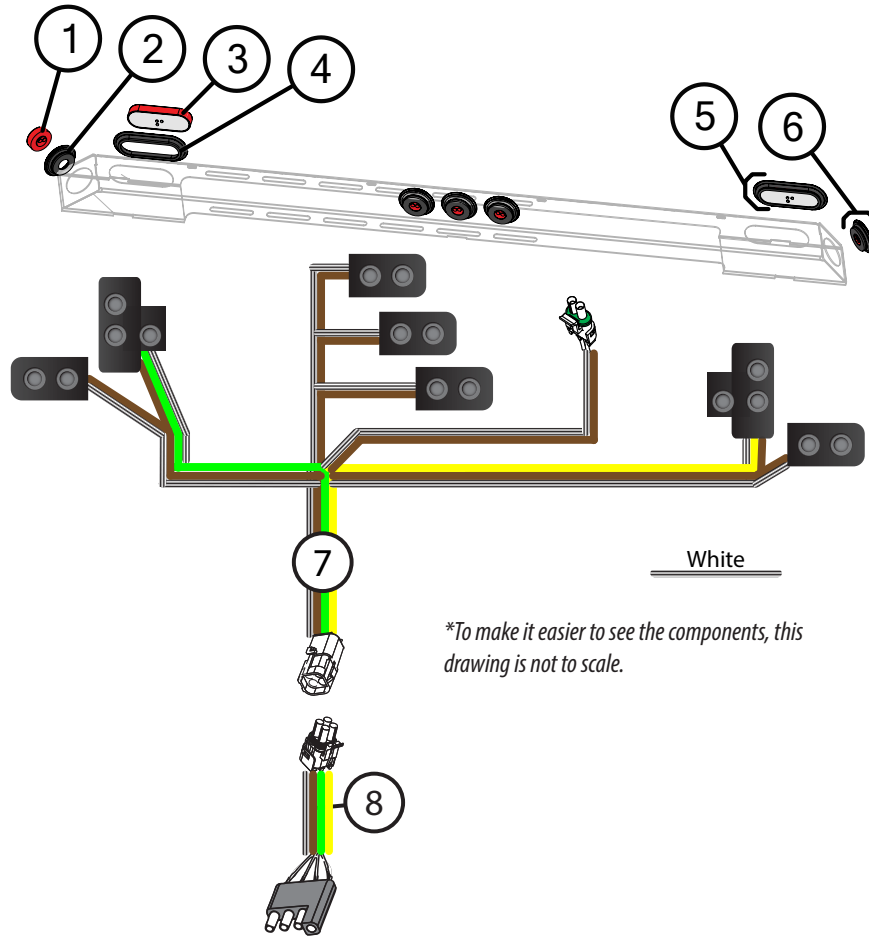 1
2
3
4
5
6
7
White
*To make it easier to see the components, this
drawing is not to scale.
8